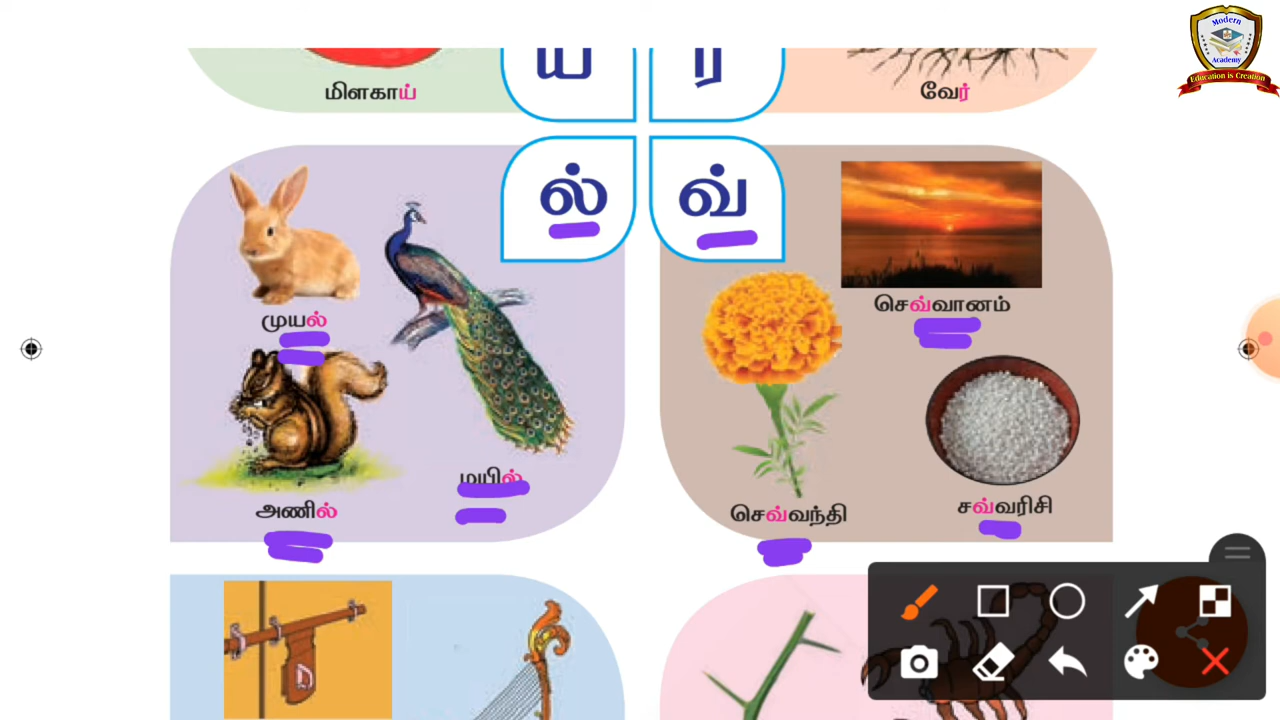 Modern
Academy
Education is Creation
ய்
ர்
மிளகாய்
வேர்
ல்
வ்
செவ்வானம்
முயல்
மயில்
அணில்
செவ்வந்தி
சவ்வரிசி